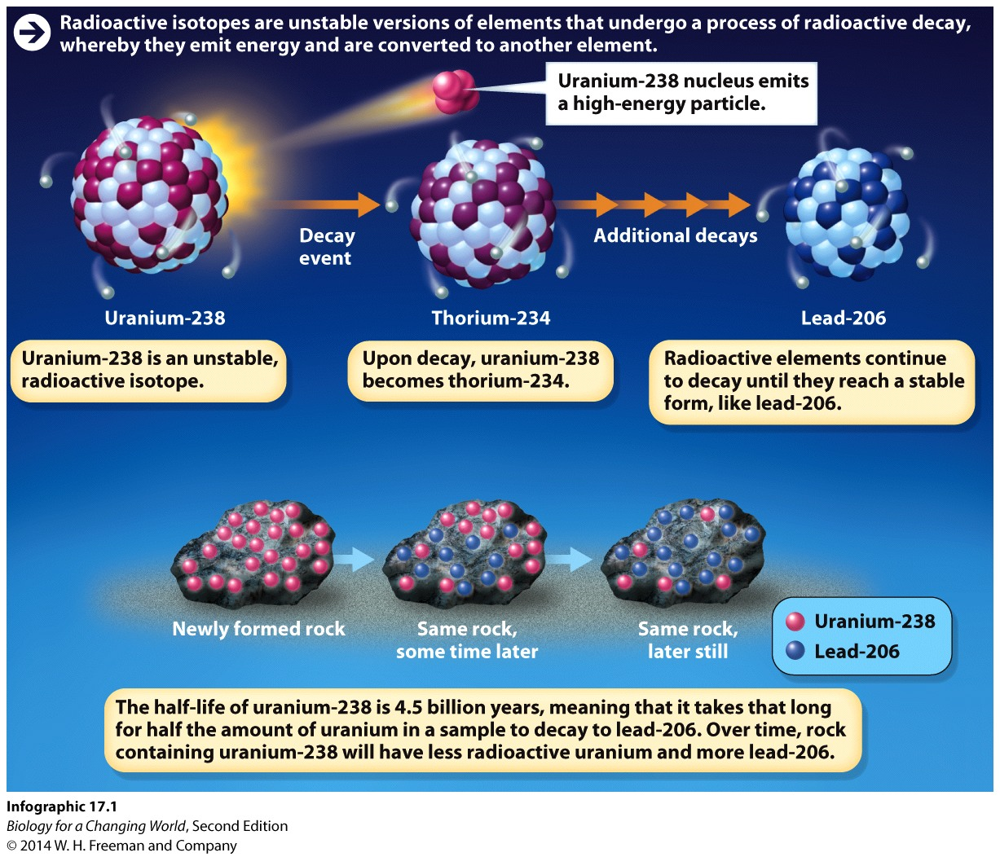 Radioactive isotopes are unstable versions of elements that undergo a process of radioactive decay,
whereby they emit energy and are converted to another element.
Uranium-238 nucleus emits
a high-energy particle.
Decay
event
Additional decays
Uranium-238
Thorium-234
Lead-206
Uranium-238 is an unstable,
radioactive isotope.
Upon decay, uranium-238
becomes thorium-234.
Radioactive elements continue
to decay until they reach a stable
form, like lead-206.
Newly formed rock
Same rock,
some time later
Same rock,
later still
Uranium-238
Lead-206
The half-life of uranium-238 is 4.5 billion years, meaning that it takes that long
for half the amount of uranium in a sample to decay to lead-206. Over time, rock
containing uranium-238 will have less radioactive uranium and more lead-206.
Infographic 17.1
Biology for a Changing World, Second Edition
© 2014 W. H. Freeman and Company